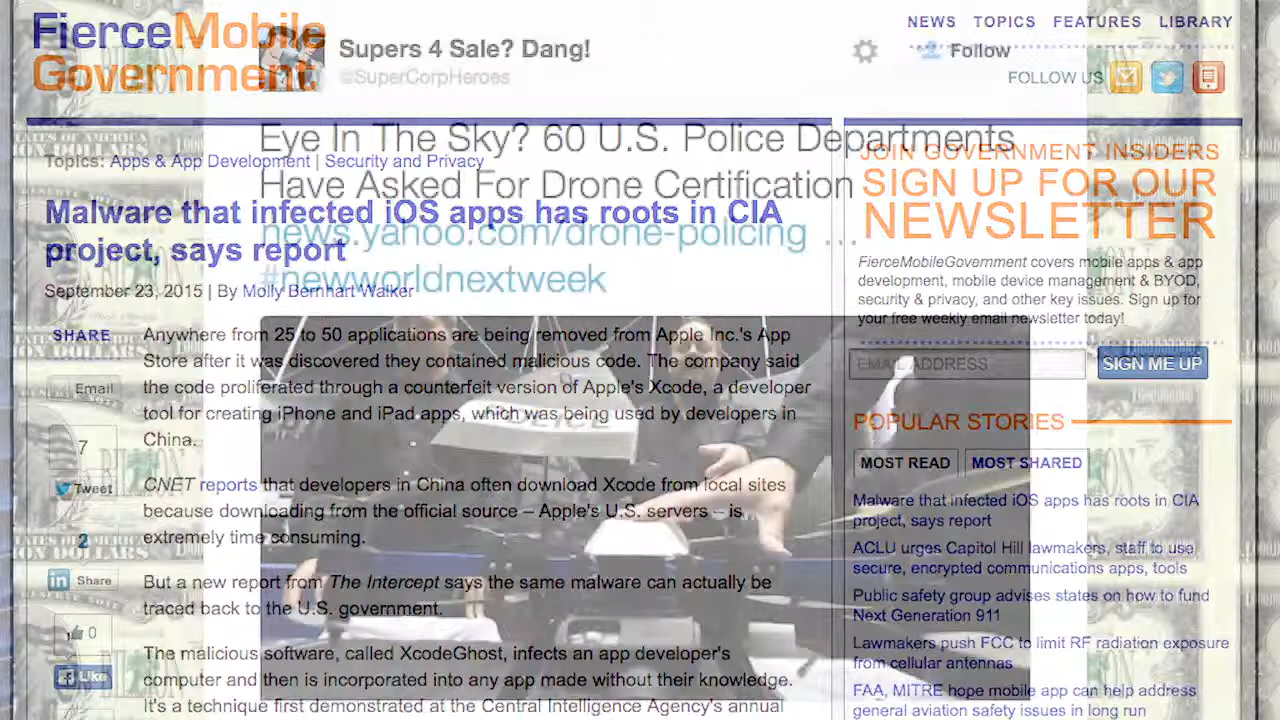 FierceMobile
Government
NEWS TOPICS FEATURES LIBRARY
Supers 4 Sale? Dang!
@SuperCorpHeroes
Follow
FOLLOW US
Eye In The Sky? 60 U.S. Police Departments
Have Asked For Drone Certification
news.yahoo.com/drone-policing ...
#newworldnextweek
Topics: Apps & App Development | Security and Privacy
Malware that infected iOS apps has roots in CIA
project, says report
September 23, 2015 | By Molly Bernhart Walker
SHARE
Email
7
Tweet
2
Share
0
Like
Anywhere from 25 to 50 applications are being removed from Apple Inc.'s App
Store after it was discovered they contained malicious code. The company said
the code proliferated through a counterfeit version of Apple's Xcode, a developer
tool for creating iPhone and iPad apps, which was being used by developers in
China.
CNET reports that developers in China often download Xcode from local sites
because downloading from the official source – Apple's U.S. servers – is
extremely time consuming.
But a new report from The Intercept says the same malware can actually be
traced back to the U.S. government.
The malicious software, called XcodeGhost, infects an app developer's
computer and then is incorporated into any app made without their knowledge.
It's a technique first demonstrated at the Central Intelligence Agency's annual
POLICE
JOIN GOVERNMENT INSIDERS
SIGN UP FOR OUR
NEWSLETTER
FierceMobileGovernment covers mobile apps & app
development, mobile device management & BYOD,
security & privacy, and other key issues. Sign up for
your free weekly email newsletter today!
EMAIL ADDRESS
SIGN ME UP
POPULAR STORIES
MOST READ
MOST SHARED
Malware that infected iOS apps has roots in CIA
project, says report
ACLU urges Capitol Hill lawmakers, staff to use
secure, encrypted communications apps, tools
Public safety group advises states on how to fund
Next Generation 911
Lawmakers push FCC to limit RF radiation exposure
from cellular antennas
FAA, MITRE hope mobile app can help address
general aviation safety issues in long run